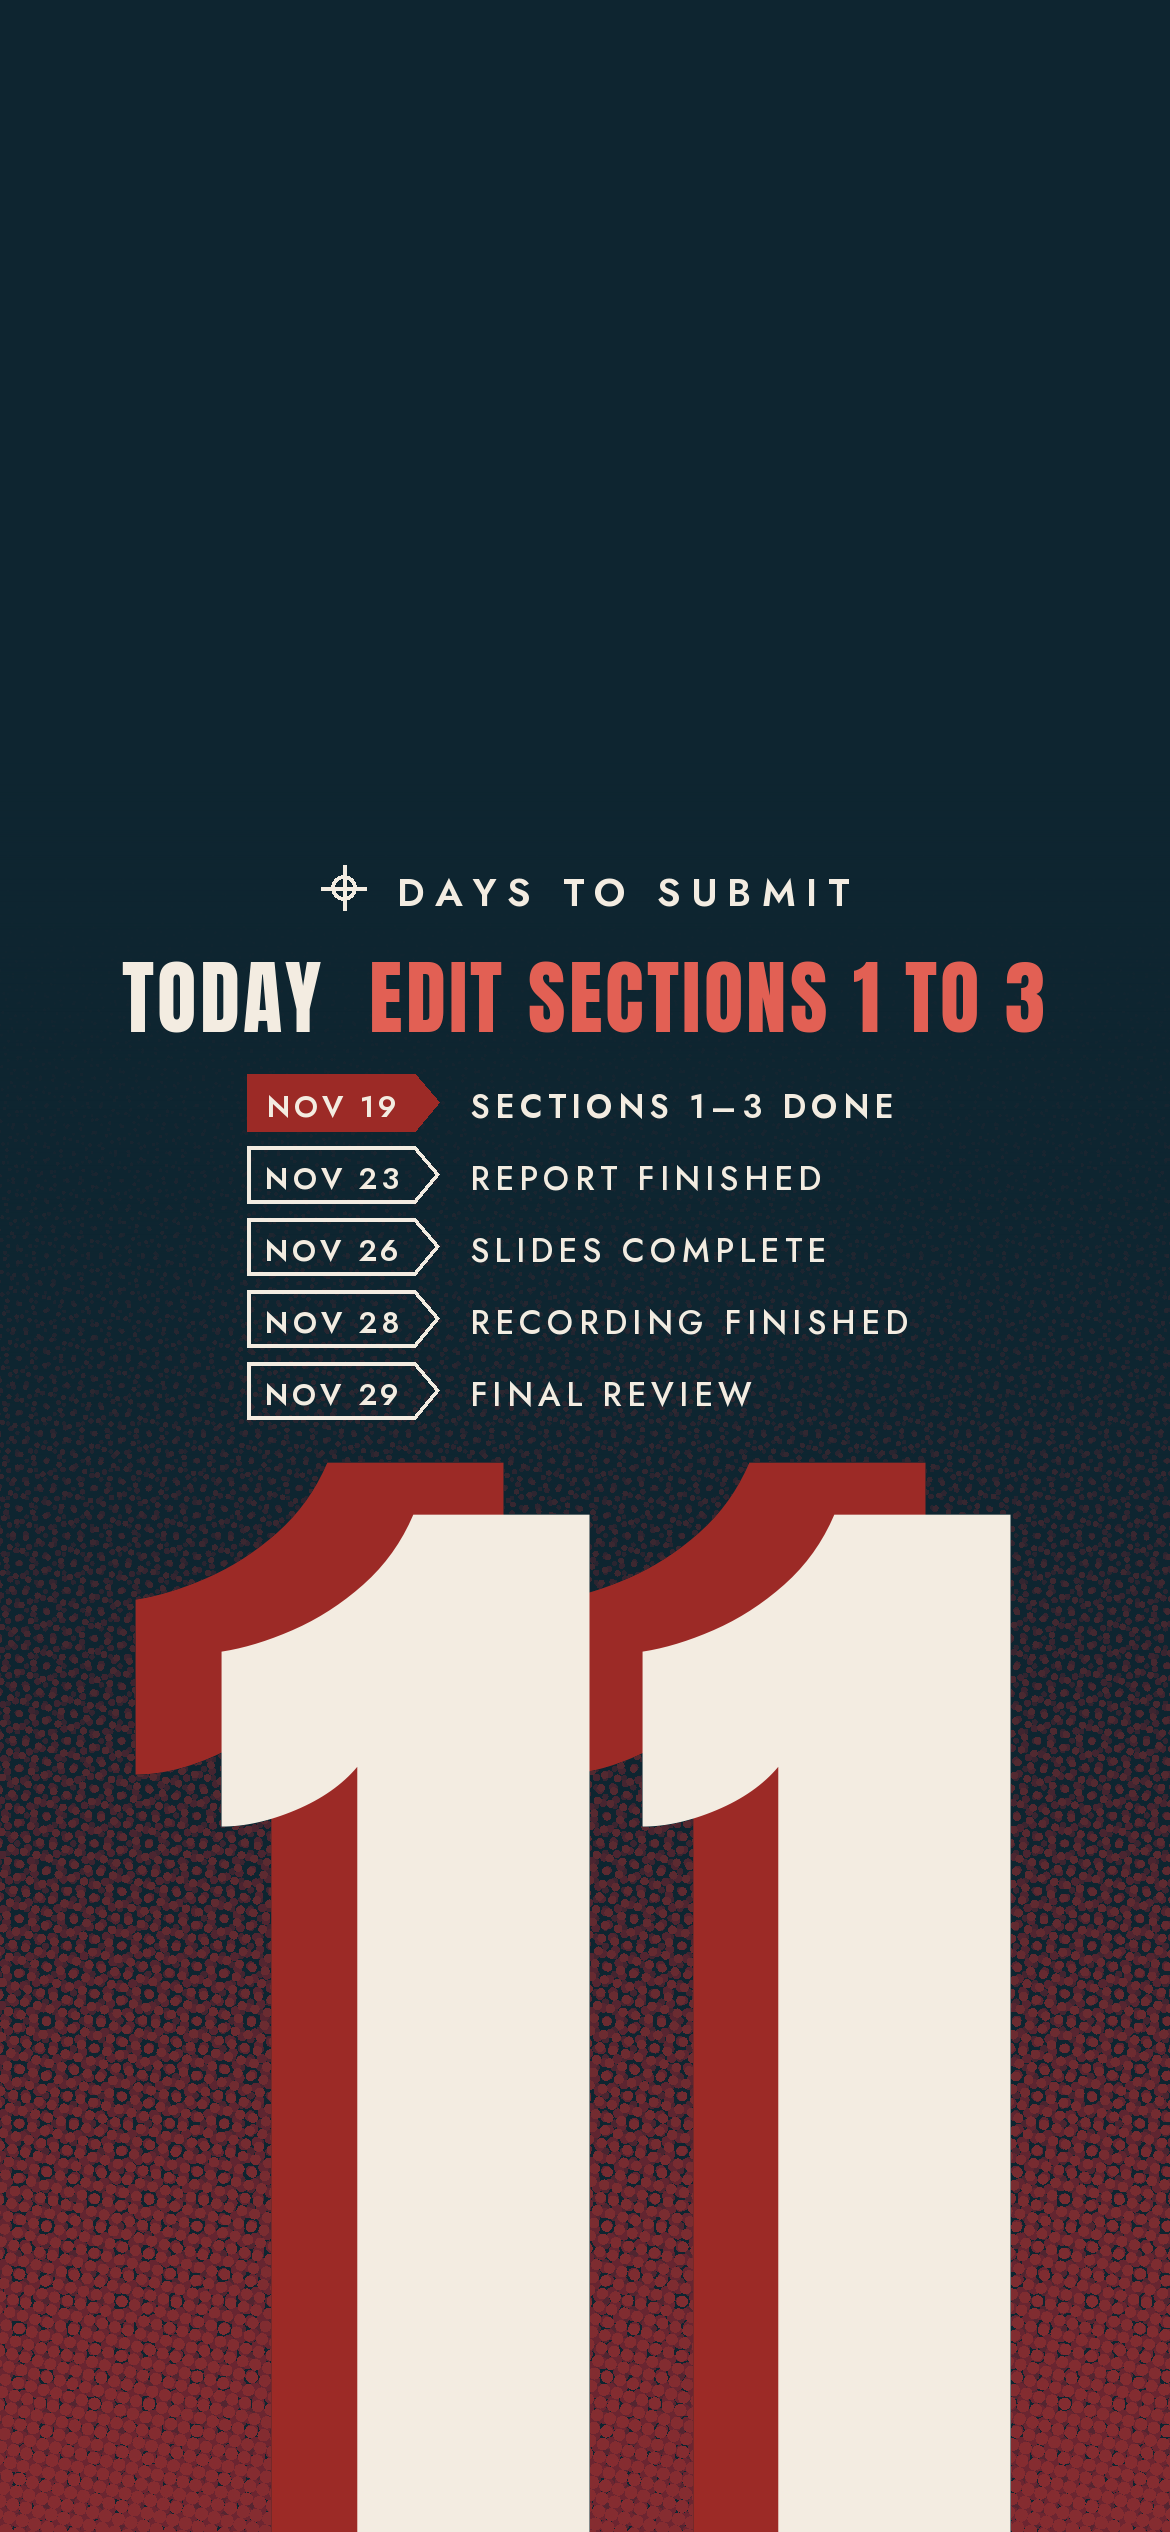 DAYS TO SUBMIT
TODAY EDIT SECTIONS 1 TO 3
NOV 19 SECTIONS 1–3 DONE
NOV 23 REPORT FINISHED
NOV 26 SLIDES COMPLETE
NOV 28 RECORDING FINISHED
NOV 29 FINAL REVIEW
11